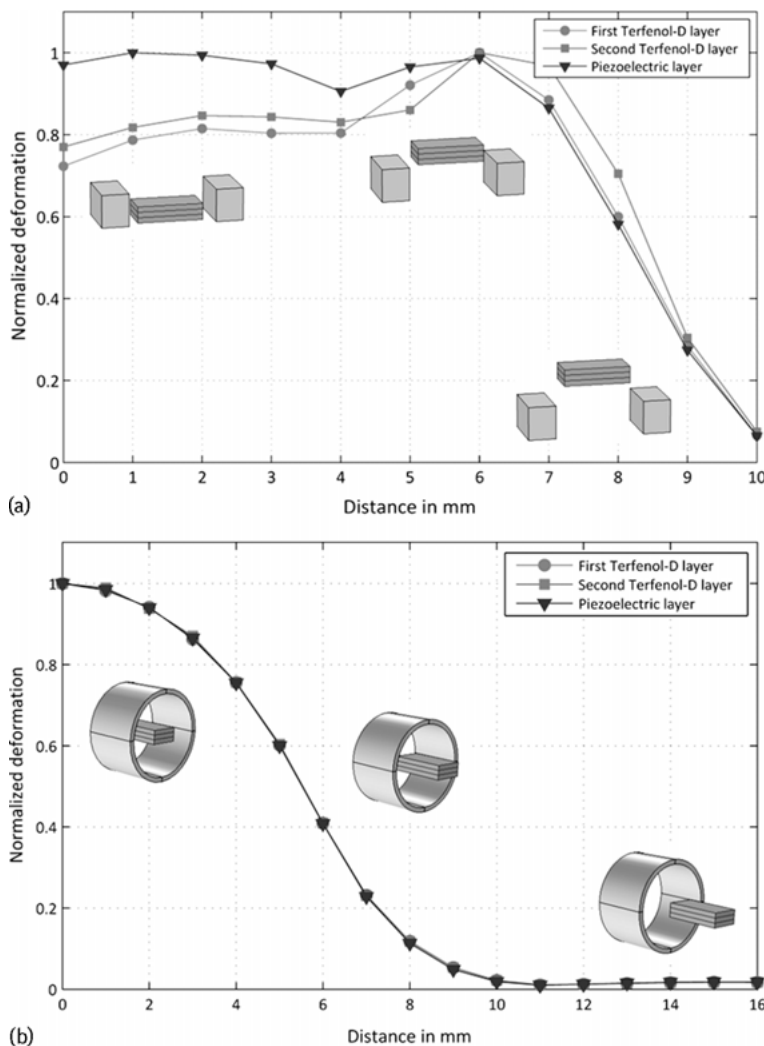 First Terfenol-D layer
Second Terfenol-D layer
Piezoelectric layer
1
0.8
0.6
0.4
0.2
0
Normalized deformation
0 1 2 3 4 5 6 7 8 9 10
Distance in mm
(a)
First Terfenol-D layer
Second Terfenol-D layer
Piezoelectric layer
1
0.8
0.6
0.4
0.2
0
Normalized deformation
0 2 4 6 8 10 12 14 16
Distance in mm
(b)